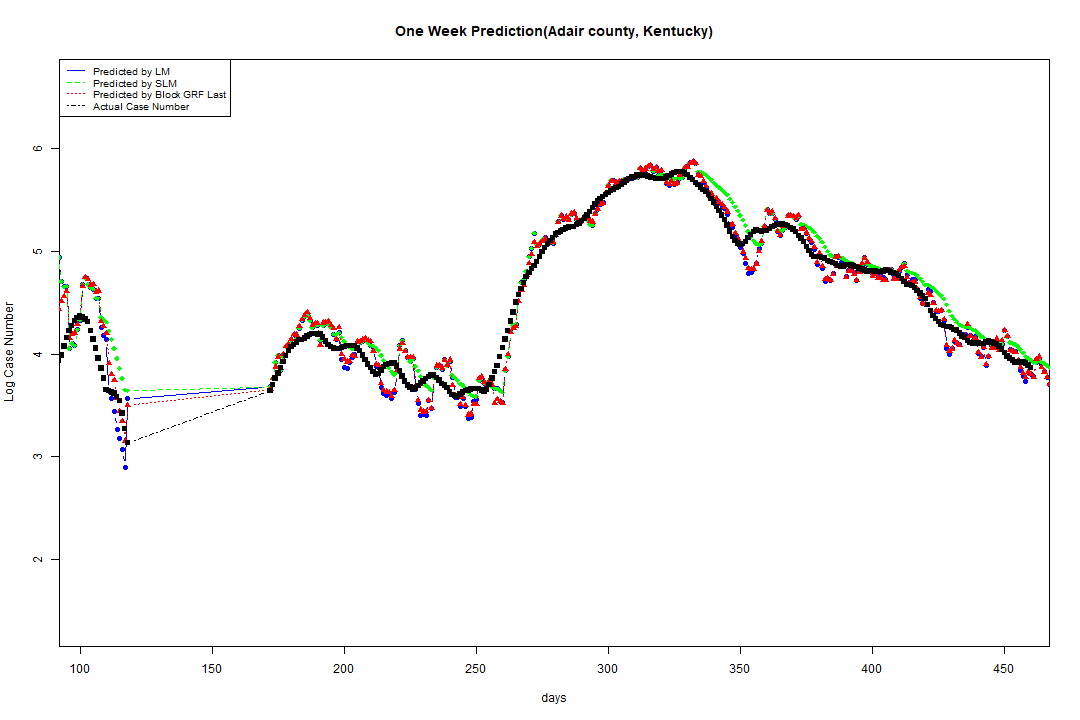 One Week Prediction(Adair county, Kentucky)
Predicted by LM
Predicted by SLM
Predicted by Block GRF Last
Actual Case Number
Log Case Number
6
5
4
3
2
100 150 200 250 300 350 400 450
days